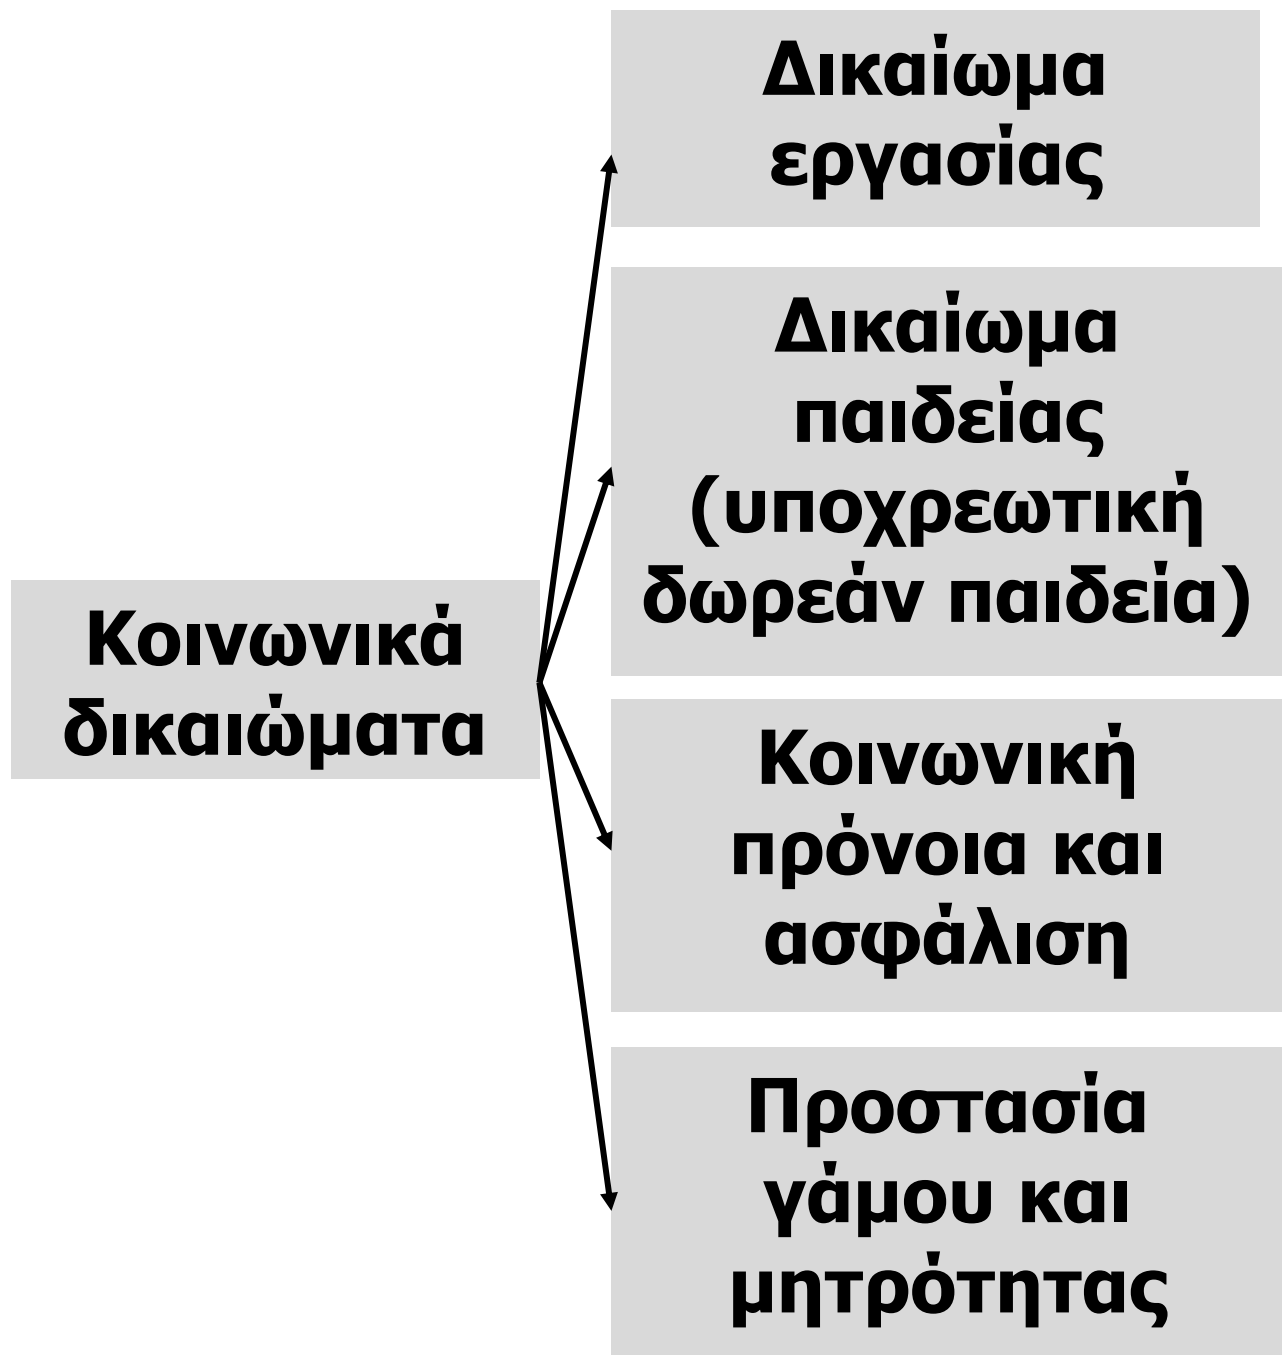 Δικαίωμα
εργασίας
Δικαίωμα
παιδείας
(υποχρεωτική
δωρεάν παιδεία)
Κοινωνικά
δικαιώματα
Κοινωνική
πρόνοια και
ασφάλιση
Προστασία
γάμου και
μητρότητας